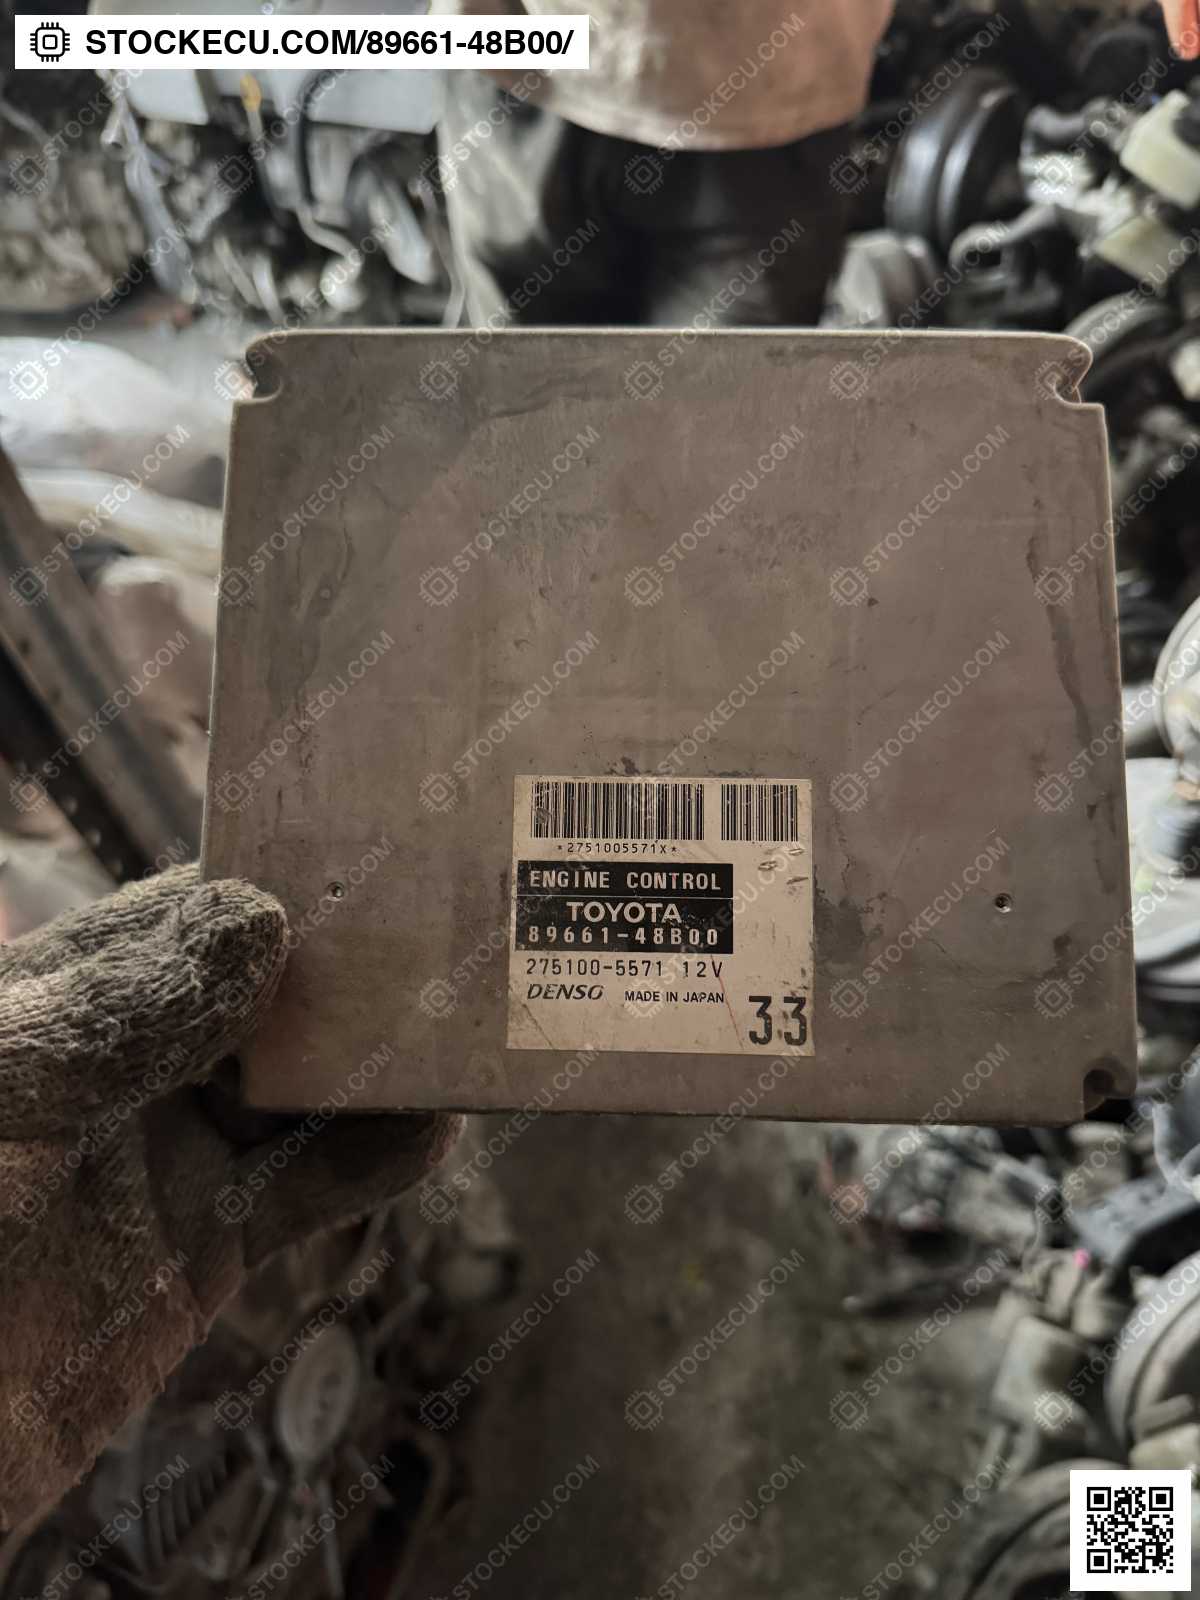 STOCKECU.COM/89661-48B00/
*2751005571X*
ENGINE CONTROL
TOYOTA
89661-48B00
275100-5571 12V
DENSO MADE IN JAPAN
33